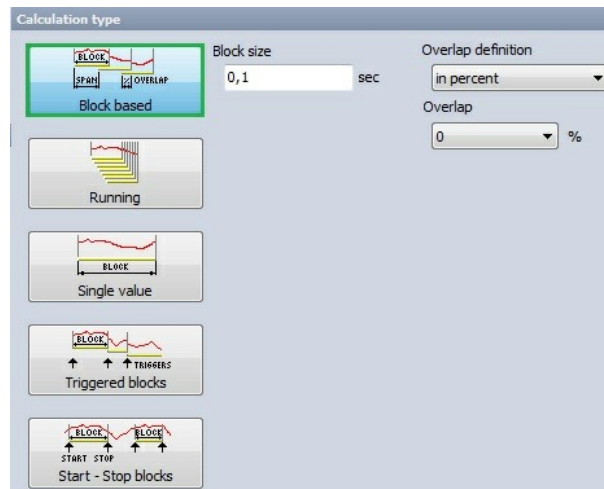 Calculation type
BLOCK
SPAN % OVERLAP
Block based
Block size
0,1 sec
Overlap definition
in percent
Overlap
0 %
Running
BLOCK
Single value
BLOCK
TRIGGERS
Triggered blocks
BLOCK BLOCK
START STOP
Start - Stop blocks